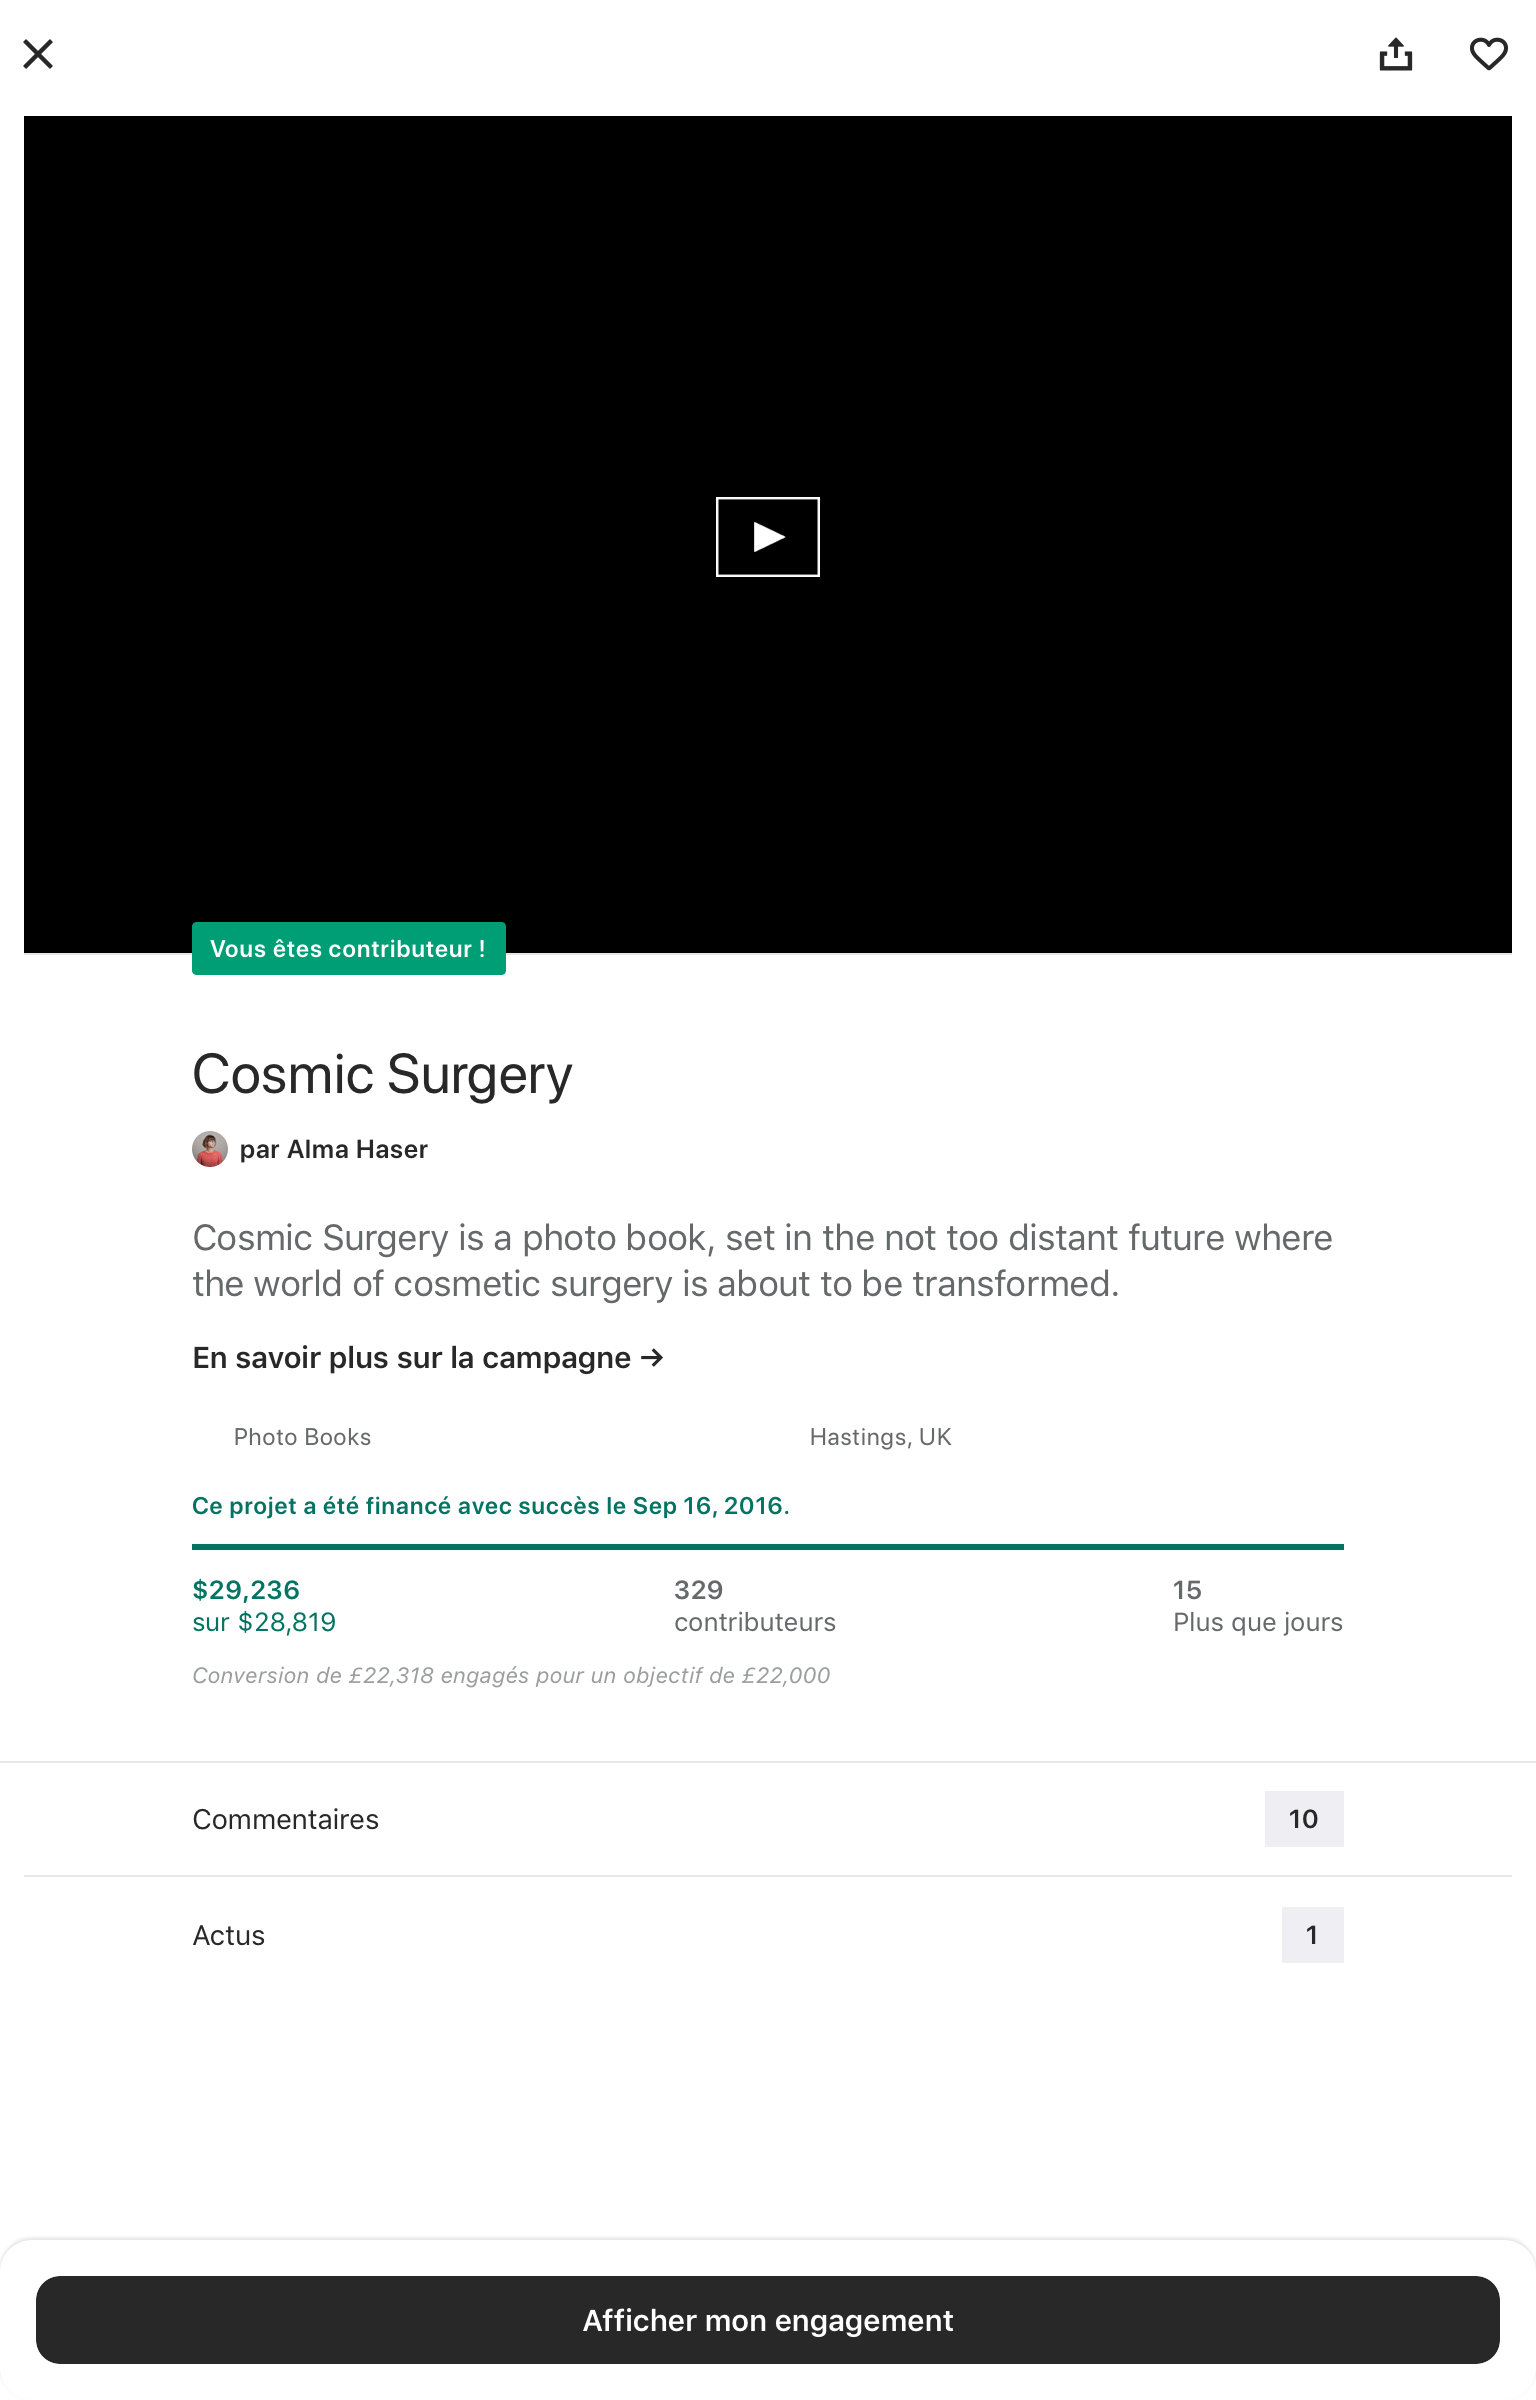 Vous êtes contributeur !
Cosmic Surgery
par Alma Haser
Cosmic Surgery is a photo book, set in the not too distant future where
the world of cosmetic surgery is about to be transformed.
En savoir plus sur la campagne →
Photo Books
Hastings, UK
Ce projet a été financé avec succès le Sep 16, 2016.
$29,236
sur $28,819
329
contributeurs
15
Plus que jours
Conversion de £22,318 engagés pour un objectif de £22,000
Commentaires
10
Actus
1
Afficher mon engagement